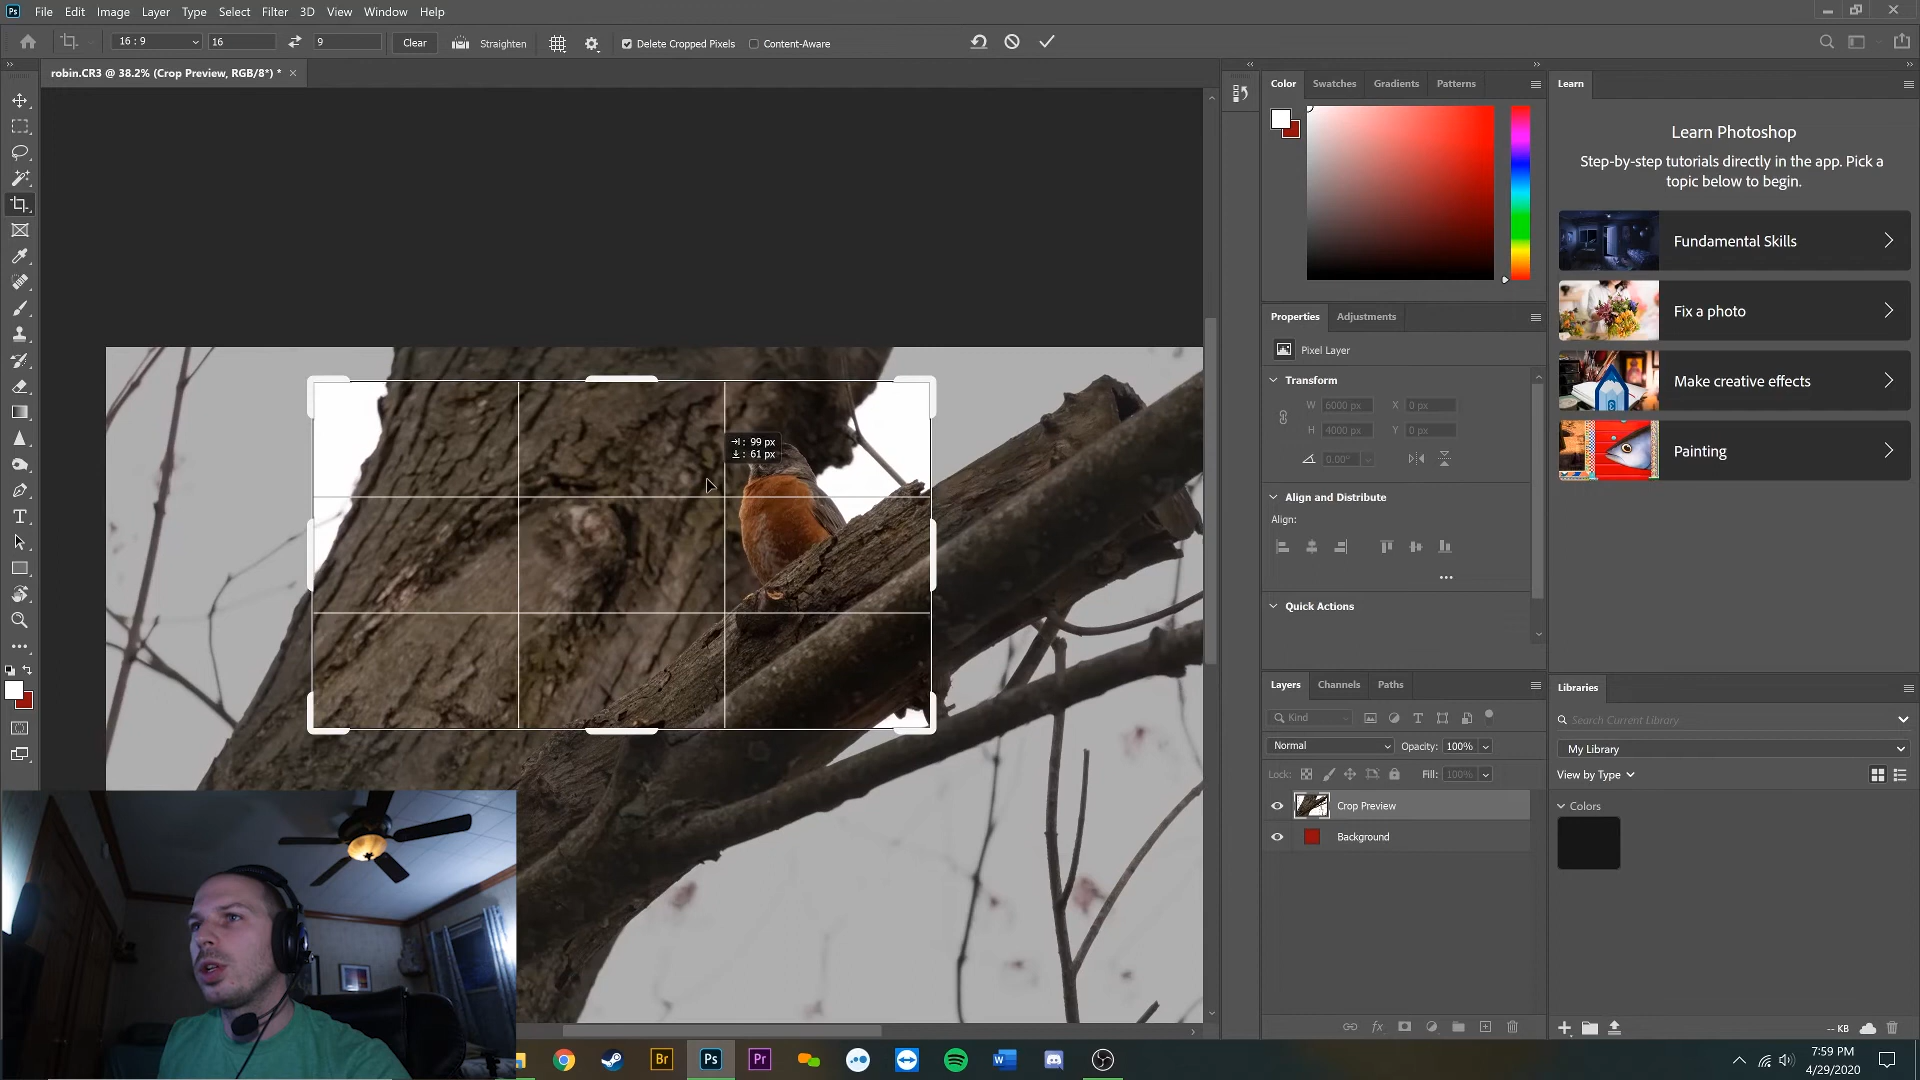 Ps File Edit Image Layer Type Select Filter 3D View Window Help
16 : 9 16 9 Clear Straighten Delete Cropped Pixels Content-Aware
robin.CR3 @ 38.2% (Crop Preview, RGB/8*) *
: 99 px
: 61 px
Color Swatches Gradients Patterns
Properties Adjustments
Pixel Layer
Transform
W 6000 px X 0 px
H 4000 px Y 0 px
0.00°
Align and Distribute
Align:
Quick Actions
Layers Channels Paths
Kind
Normal Opacity: 100%
Lock: Fill: 100%
Crop Preview
Background
fx
Learn
Learn Photoshop
Step-by-step tutorials directly in the app. Pick a
topic below to begin.
Fundamental Skills
Fix a photo
Make creative effects
Painting
Libraries
Search Current Library
My Library
View by Type
Colors
-- KB
Br Ps Pr
7:59 PM
4/29/2020